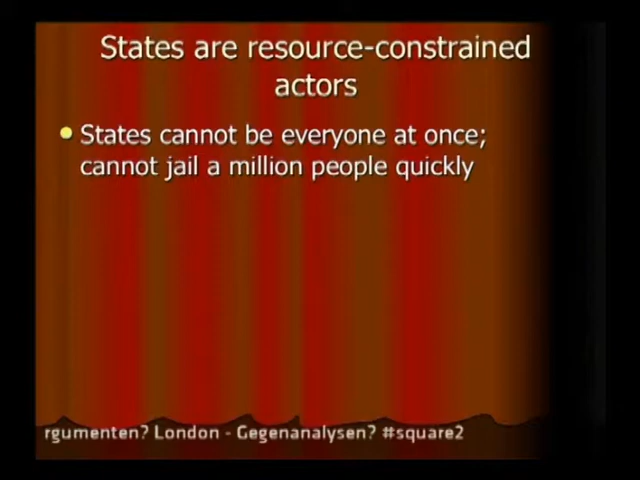 States are resource-constrained
actors
States cannot be everyone at once;
cannot jail a million people quickly
rgumenten? London - Gegenanalysen? #square2